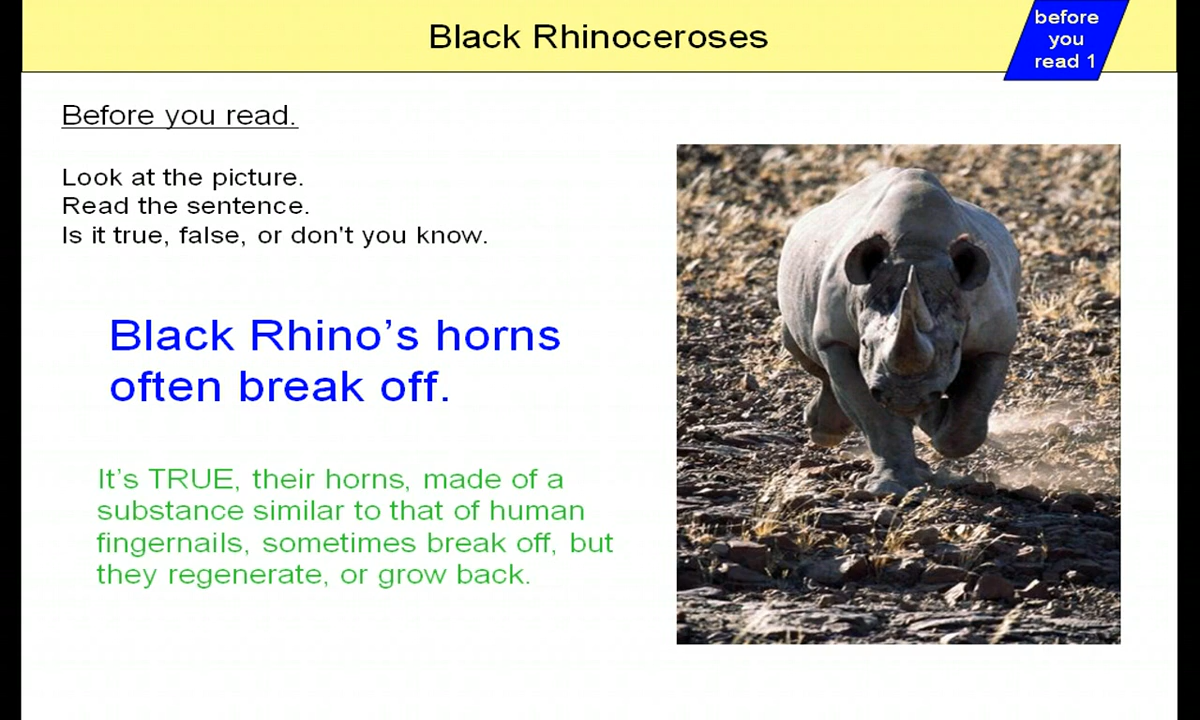 Black Rhinoceroses
before
you
read 1
Before you read.
Look at the picture.
Read the sentence.
Is it true, false, or don't you know.
Black Rhino’s horns
often break off.
It’s TRUE, their horns, made of a
substance similar to that of human
fingernails, sometimes break off, but
they regenerate, or grow back.